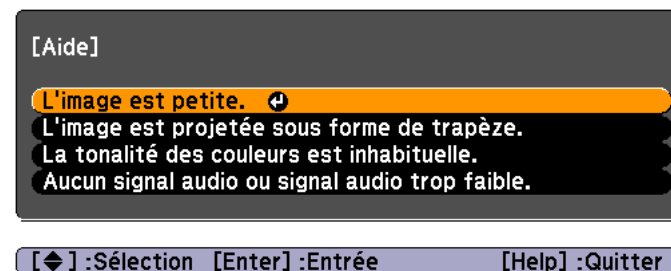 [Aide]
L'image est petite.
L'image est projetée sous forme de trapèze.
La tonalité des couleurs est inhabituelle.
Aucun signal audio ou signal audio trop faible.
[◆] :Sélection [Enter] :Entrée [Help] :Quitter